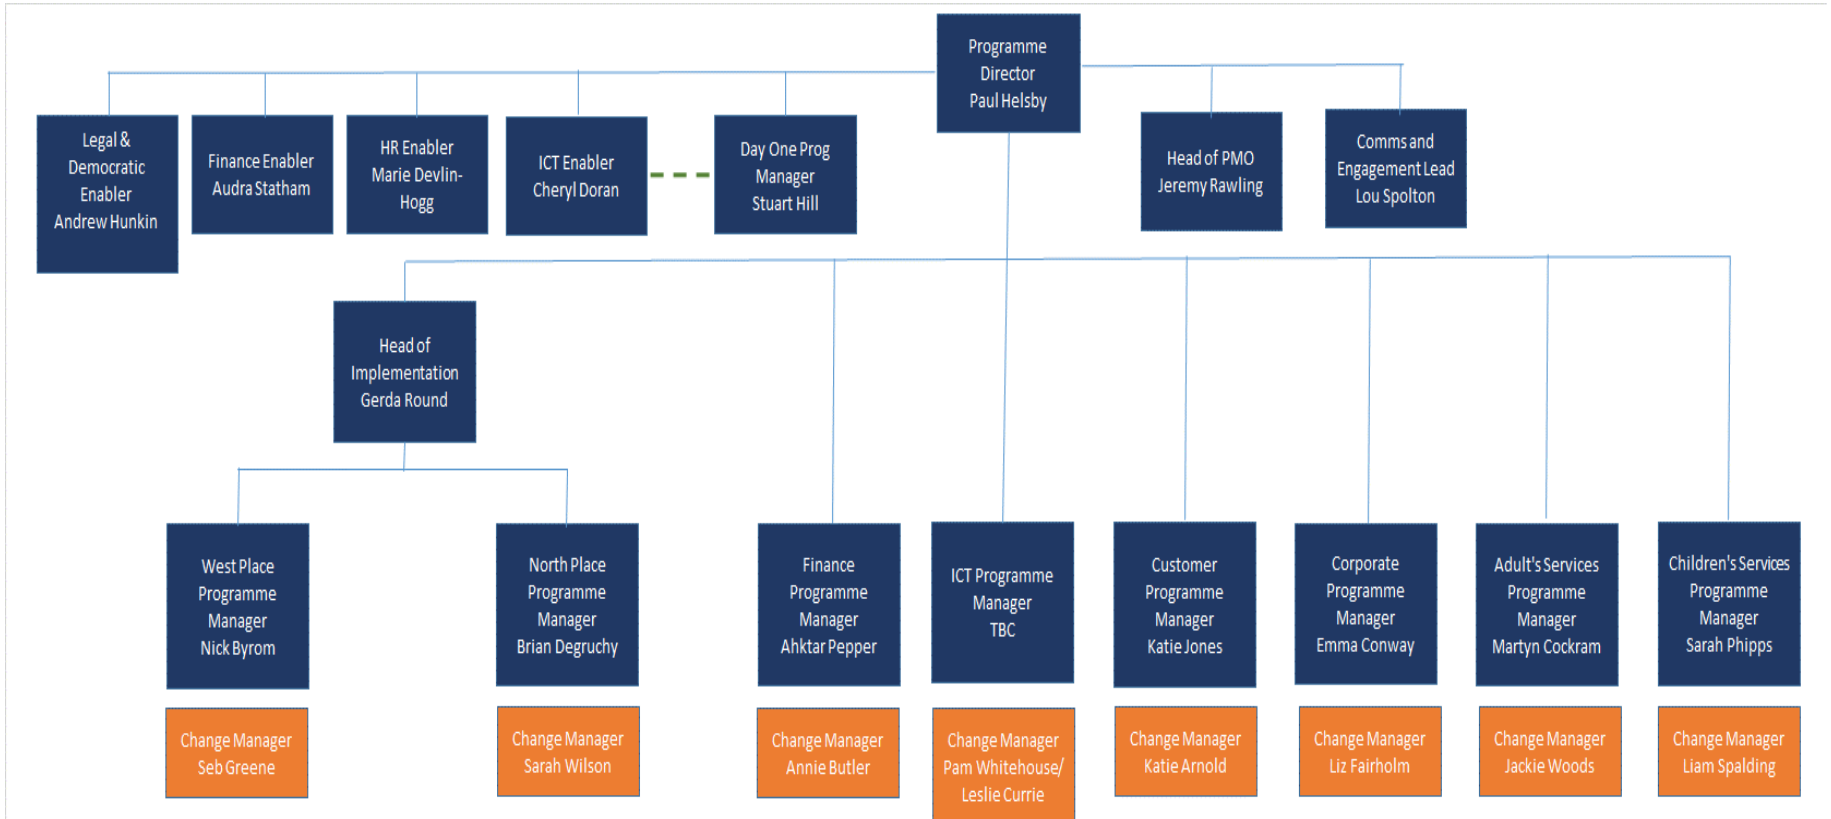 Programme
Director
Paul Helsby
Legal &
Democratic
Enabler
Andrew Hunkin
Finance Enabler
Audra Statham
HR Enabler
Marie Devlin-
Hogg
ICT Enabler
Cheryl Doran
Day One Prog
Manager
Stuart Hill
Head of PMO
Jeremy Rawling
Comms and
Engagement Lead
Lou Spolton
Head of
Implementation
Gerda Round
West Place
Programme
Manager
Nick Byrom
North Place
Programme
Manager
Brian Degruchy
Finance
Programme
Manager
Ahktar Pepper
ICT Programme
Manager
TBC
Customer
Programme
Manager
Katie Jones
Corporate
Programme
Manager
Emma Conway
Adult's Services
Programme
Manager
Martyn Cockram
Children's Services
Programme
Manager
Sarah Phipps
Change Manager
Seb Greene
Change Manager
Sarah Wilson
Change Manager
Annie Butler
Change Manager
Pam Whitehouse/
Leslie Currie
Change Manager
Katie Arnold
Change Manager
Liz Fairholm
Change Manager
Jackie Woods
Change Manager
Liam Spalding